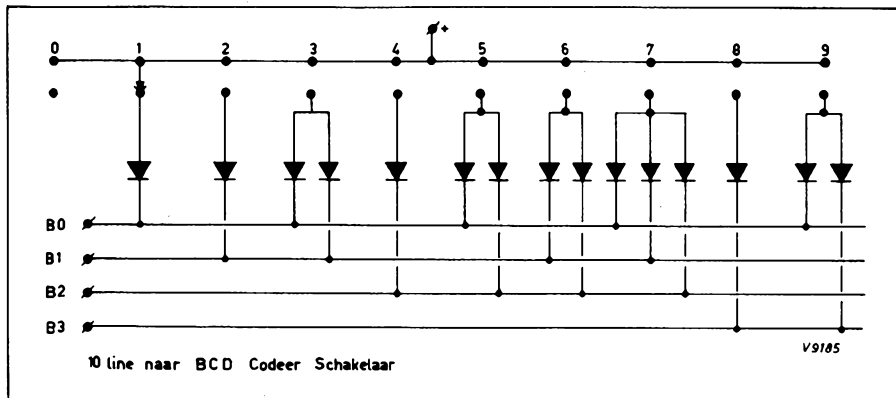 +
0 1 2 3 4 5 6 7 8 9
B0
B1
B2
B3
V9185
10 line naar BCD Codeer Schakelaar